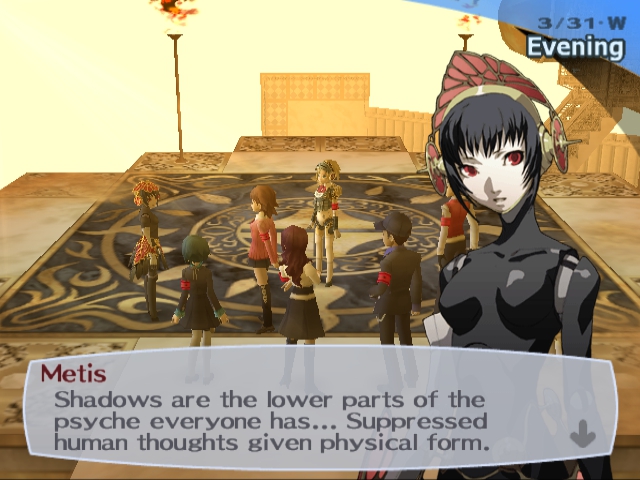 3/31·W
Evening
Metis
Shadows are the lower parts of the
psyche everyone has... Suppressed
human thoughts given physical form.